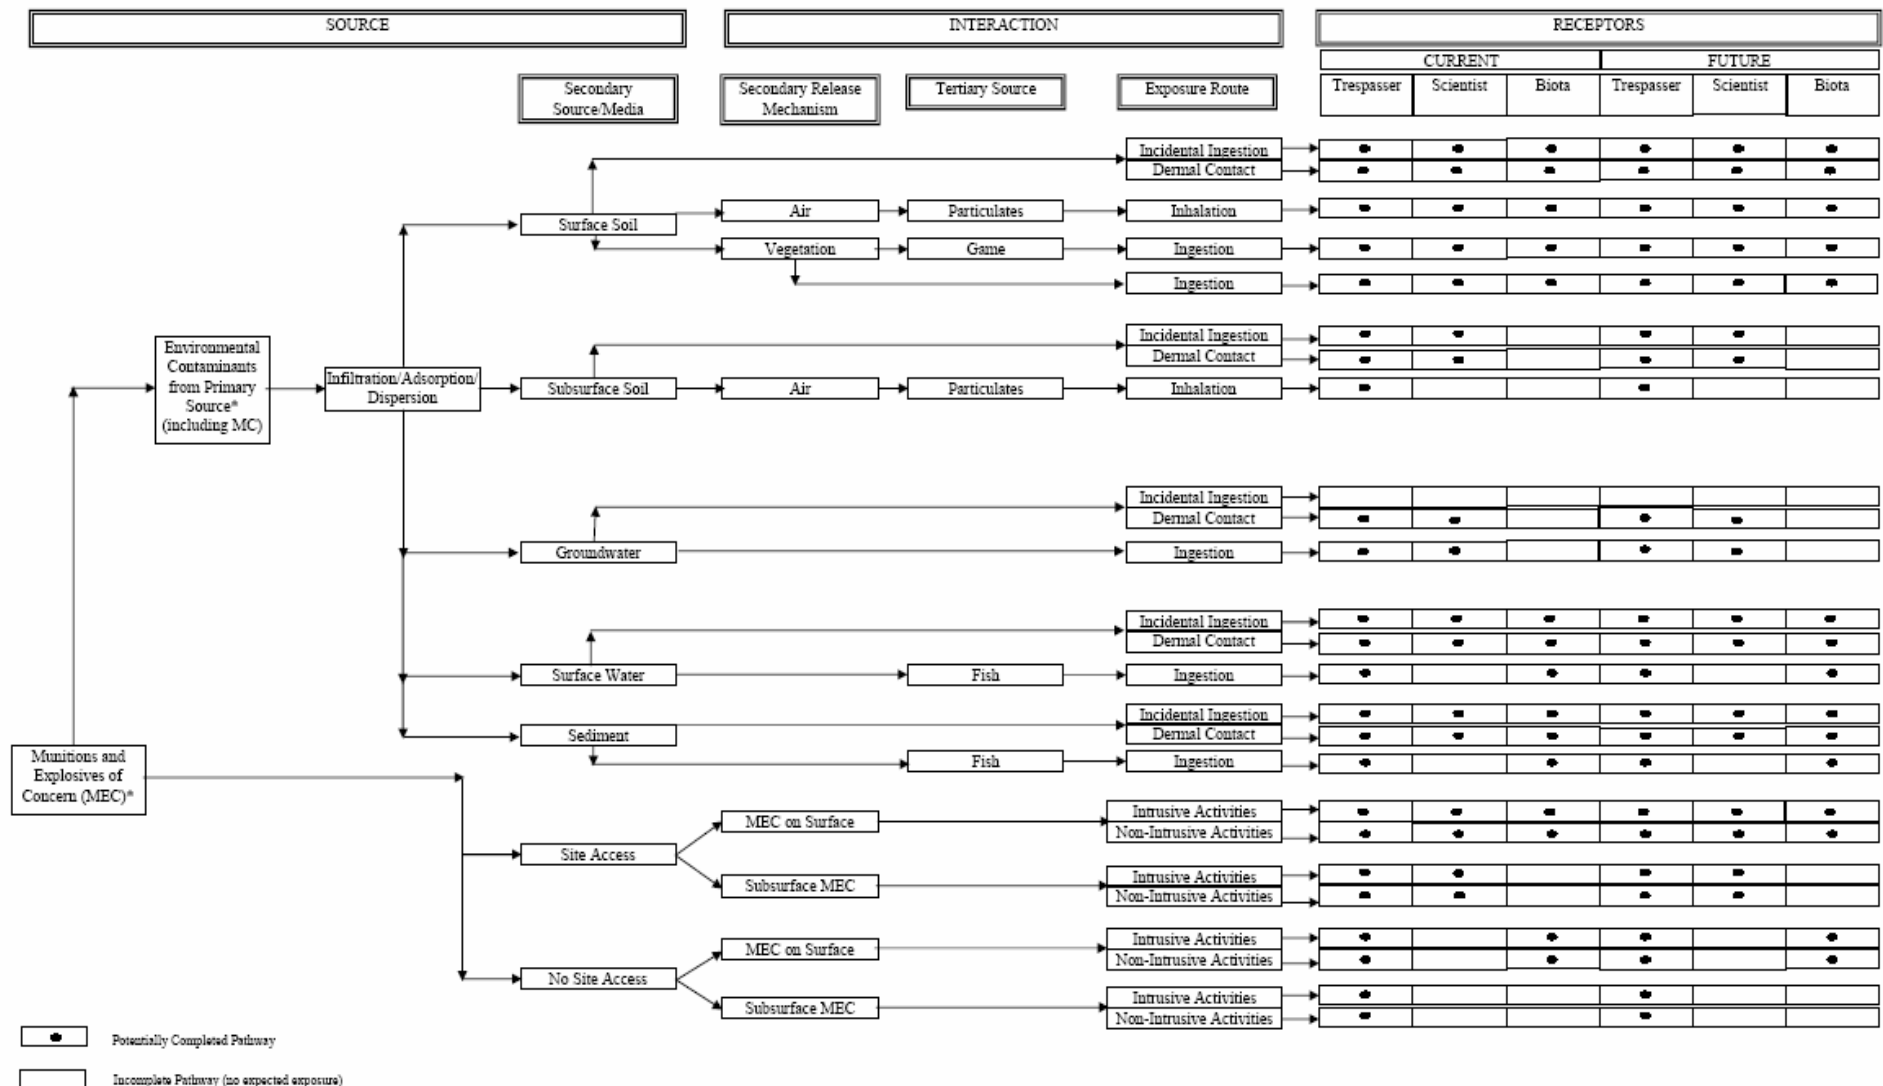 SOURCE
INTERACTION
RECEPTORS
CURRENT
FUTURE
Secondary
Source/Media
Secondary Release
Mechanism
Tertiary Source
Exposure Route
Trespasser
Scientist
Biota
Trespasser
Scientist
Biota
Incidental Ingestion
Dermal Contact
Surface Soil
Air
Particulates
Inhalation
Vegetation
Game
Ingestion
Ingestion
Environmental
Contaminants
from Primary
Source*
(including MC)
Infiltration/Adsorption/
Dispersion
Incidental Ingestion
Dermal Contact
Subsurface Soil
Air
Particulates
Inhalation
Incidental Ingestion
Dermal Contact
Groundwater
Ingestion
Incidental Ingestion
Dermal Contact
Surface Water
Fish
Ingestion
Incidental Ingestion
Dermal Contact
Sediment
Fish
Ingestion
Munitions and
Explosives of
Concern (MEC)*
MEC on Surface
Intrusive Activities
Non-Intrusive Activities
Site Access
Subsurface MEC
Intrusive Activities
Non-Intrusive Activities
MEC on Surface
Intrusive Activities
Non-Intrusive Activities
No Site Access
Subsurface MEC
Intrusive Activities
Non-Intrusive Activities
Potentially Completed Pathway
Incomplete Pathway (no expected exposure)